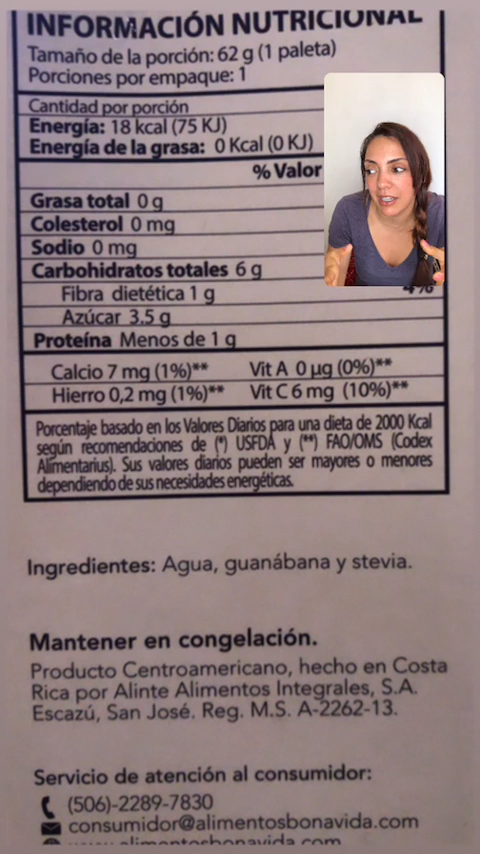 INFORMACIÓN NUTRICIONAL
Tamaño de la porción: 62 g (1 paleta)
Porciones por empaque: 1
Cantidad por porción
Energía: 18 kcal (75 KJ)
Energía de la grasa: 0 Kcal (0 KJ)
% Valor
Grasa total 0 g
Colesterol 0 mg
Sodio 0 mg
Carbohidratos totales 6 g
Fibra dietética 1 g 4%
Azúcar 3.5 g
Proteína Menos de 1 g
Calcio 7 mg (1%)** Vit A 0 µg (0%)**
Hierro 0,2 mg (1%)** Vit C 6 mg (10%)**
Porcentaje basado en los Valores Diarios para una dieta de 2000 Kcal
según recomendaciones de (*) USFDA y (**) FAO/OMS (Codex
Alimentarius). Sus valores diarios pueden ser mayores o menores
dependiendo de sus necesidades energéticas.
Ingredientes: Agua, guanábana y stevia.
Mantener en congelación.
Producto Centroamericano, hecho en Costa
Rica por Alinte Alimentos Integrales, S.A.
Escazú, San José. Reg. M.S. A-2262-13.
Servicio de atención al consumidor:
(506)-2289-7830
consumidor@alimentosbonavida.com
www.alimentosbonavida.com